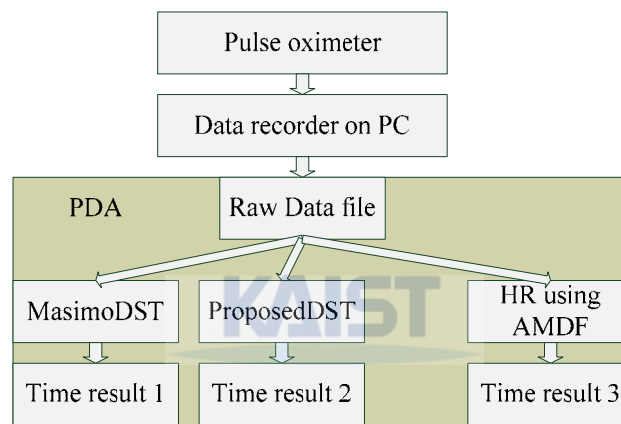 Pulse oximeter
Data recorder on PC
PDA
Raw Data file
KAIST
MasimoDST
ProposedDST
HR using
AMDF
Time result 1
Time result 2
Time result 3